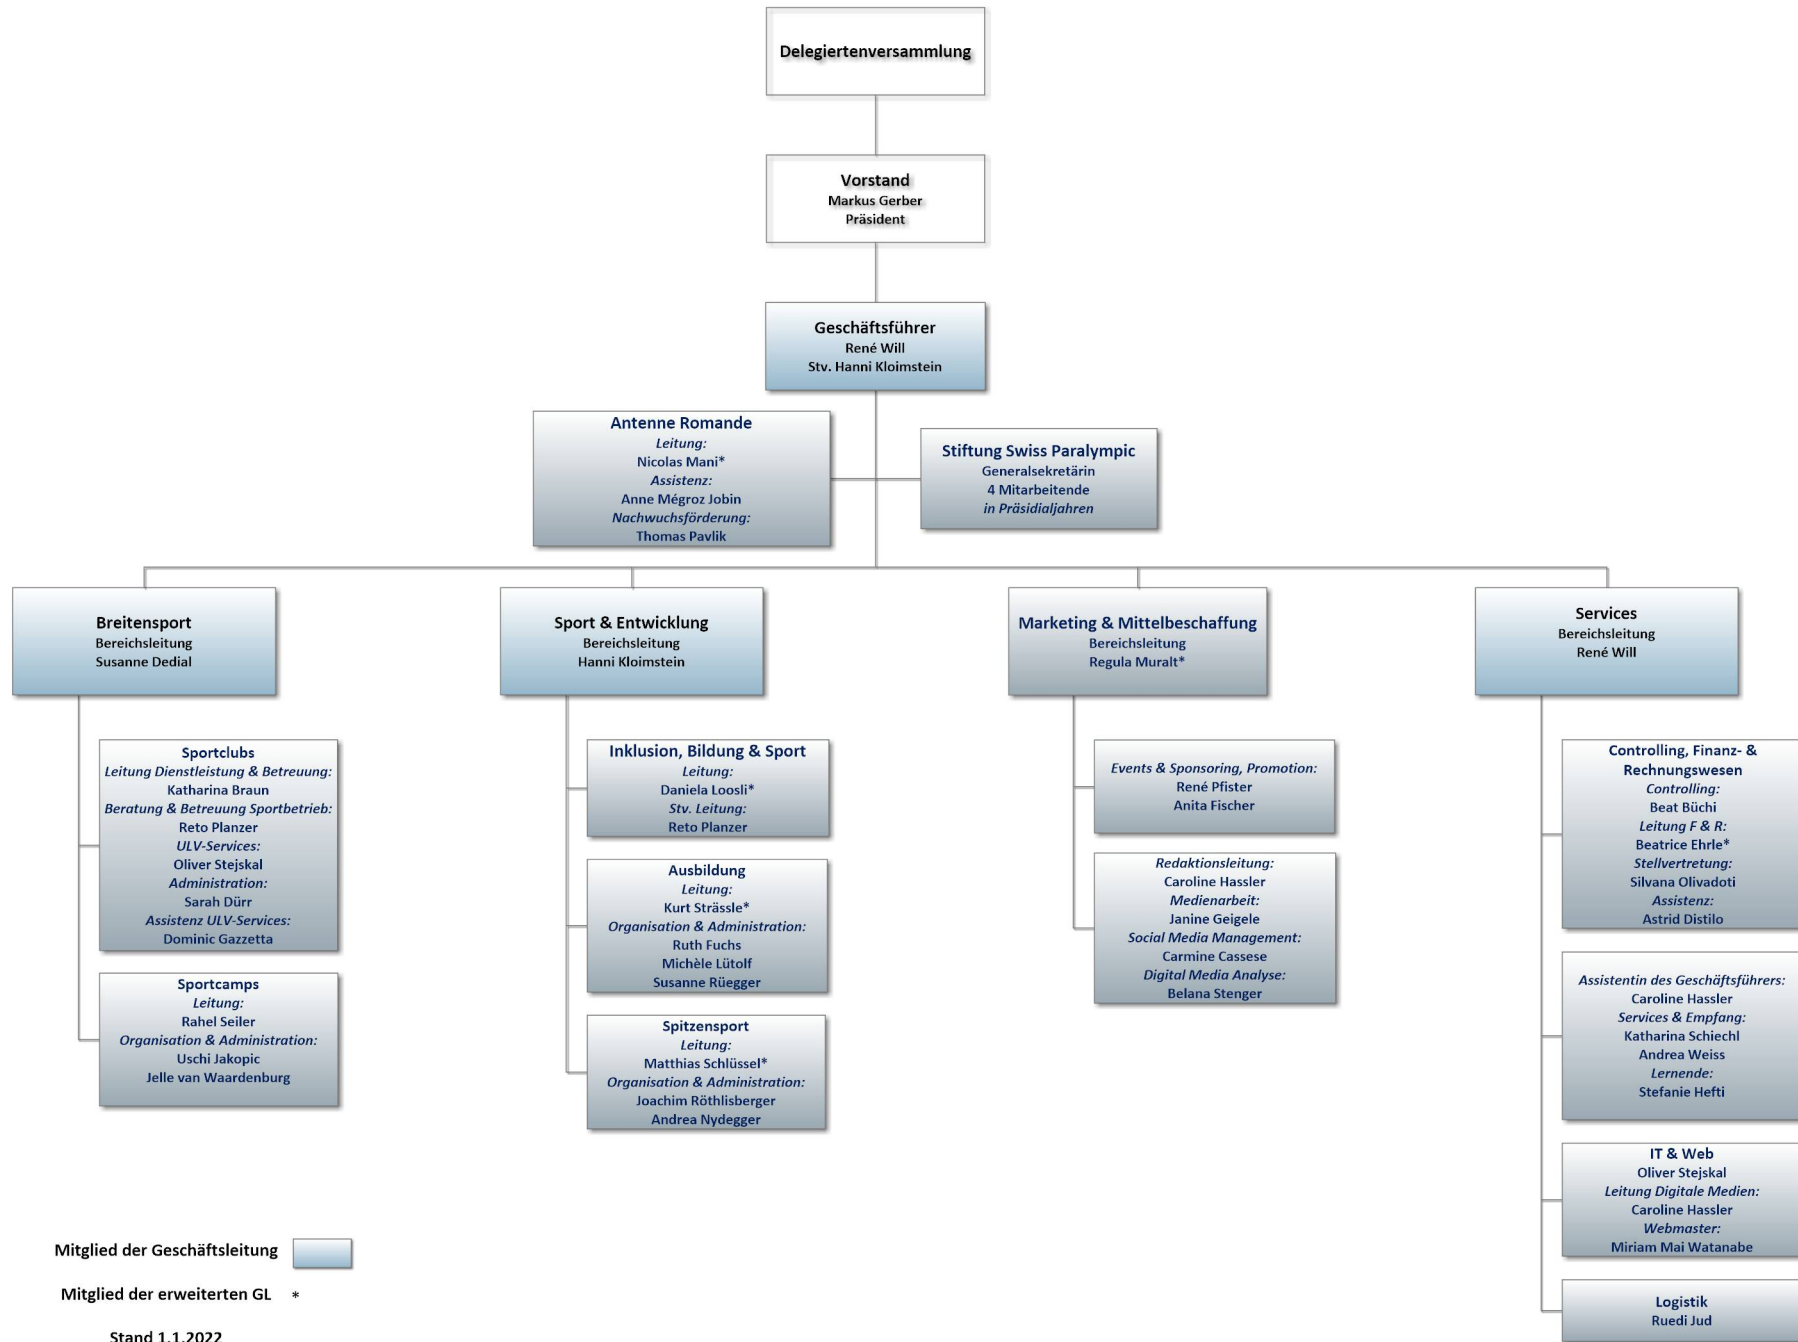 Delegiertenversammlung
Vorstand
Markus Gerber
Präsident
Geschäftsführer
René Will
Stv. Hanni Kloimstein
Antenne Romande
Leitung:
Nicolas Mani*
Assistenz:
Anne Mégroz Jobin
Nachwuchsförderung:
Thomas Pavlik
Stiftung Swiss Paralympic
Generalsekretärin
4 Mitarbeitende
in Präsidialjahren
Breitensport
Bereichsleitung
Susanne Dedial
Sportclubs
Leitung Dienstleistung & Betreuung:
Katharina Braun
Beratung & Betreuung Sportbetrieb:
Reto Planzer
ULV-Services:
Oliver Stejskal
Administration:
Sarah Dürr
Assistenz ULV-Services:
Dominic Gazzetta
Sportcamps
Leitung:
Rahel Seiler
Organisation & Administration:
Uschi Jakopic
Jelle van Waardenburg
Sport & Entwicklung
Bereichsleitung
Hanni Kloimstein
Inklusion, Bildung & Sport
Leitung:
Daniela Loosli*
Stv. Leitung:
Reto Planzer
Ausbildung
Leitung:
Kurt Strässle*
Organisation & Administration:
Ruth Fuchs
Michèle Lütolf
Susanne Rüegger
Spitzensport
Leitung:
Matthias Schlüssel*
Organisation & Administration:
Joachim Röthlisberger
Andrea Nydegger
Marketing & Mittelbeschaffung
Bereichsleitung
Regula Muralt*
Events & Sponsoring, Promotion:
René Pfister
Anita Fischer
Redaktionsleitung:
Caroline Hassler
Medienarbeit:
Janine Geigele
Social Media Management:
Carmine Cassese
Digital Media Analyse:
Belana Stenger
Services
Bereichsleitung
René Will
Controlling, Finanz- &
Rechnungswesen
Controlling:
Beat Büchi
Leitung F & R:
Beatrice Ehrle*
Stellvertretung:
Silvana Olivadoti
Assistenz:
Astrid Distilo
Assistentin des Geschäftsführers:
Caroline Hassler
Services & Empfang:
Katharina Schiechl
Andrea Weiss
Lernende:
Stefanie Hefti
IT & Web
Oliver Stejskal
Leitung Digitale Medien:
Caroline Hassler
Webmaster:
Miriam Mai Watanabe
Logistik
Ruedi Jud
Mitglied der Geschäftsleitung
Mitglied der erweiterten GL *
Stand 1.1.2022